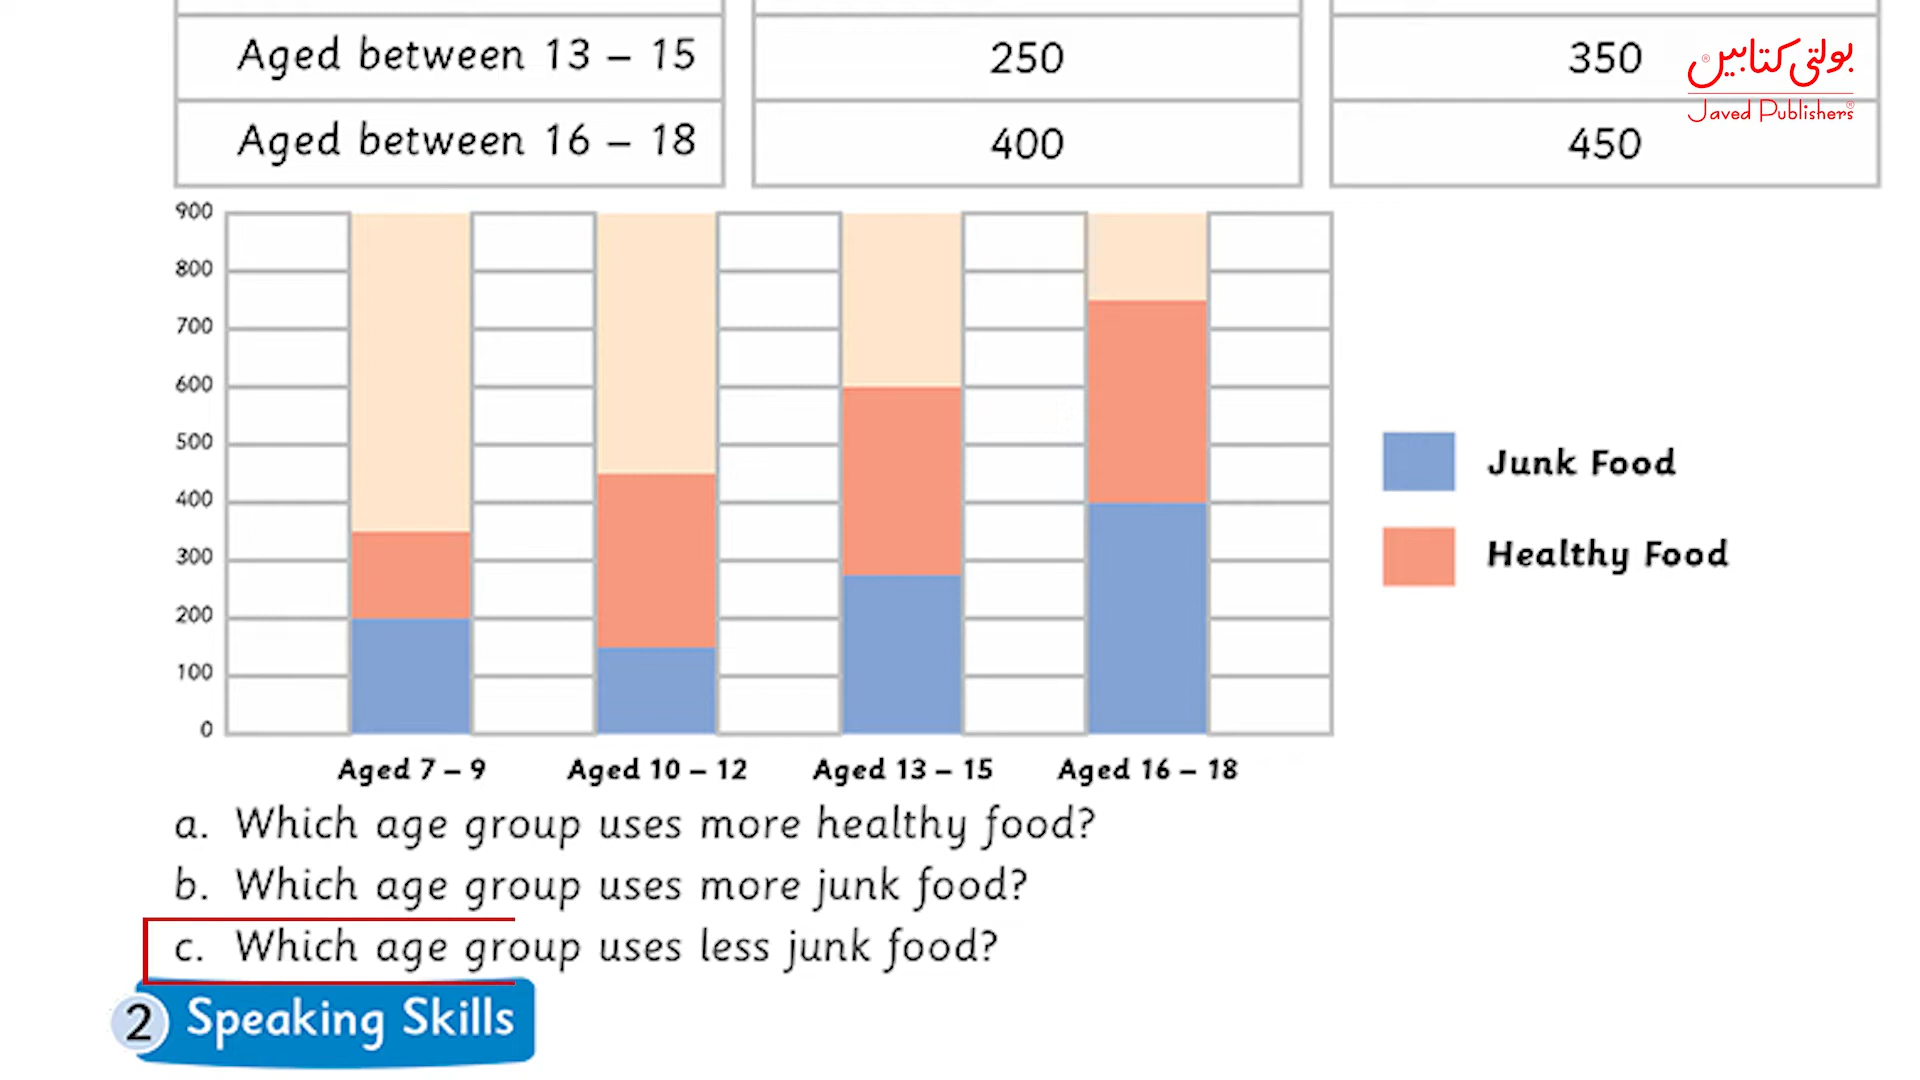 Aged between 13 – 15 250 350
بولتی کتابیں®
Javed Publishers®
Aged between 16 – 18 400 450
900
800
700
600
500
400
300
200
100
0
Junk Food
Healthy Food
Aged 7 – 9 Aged 10 – 12 Aged 13 – 15 Aged 16 – 18
a. Which age group uses more healthy food?
b. Which age group uses more junk food?
c. Which age group uses less junk food?
2 Speaking Skills